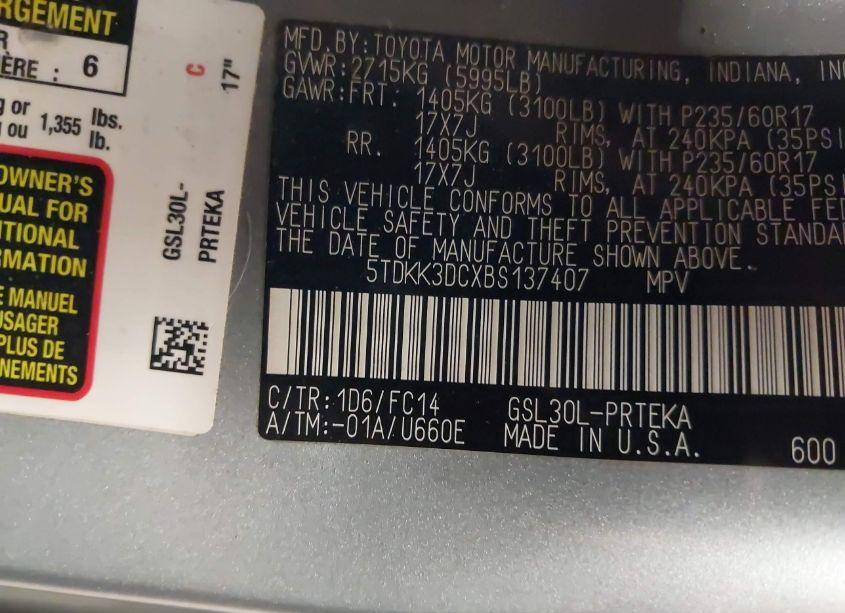 RGEMENT
ÈRE : 6
g or
ou 1,355 lbs.
lb.
C
17"
OWNER'S
UAL FOR
ITIONAL
RMATION
E MANUEL
USAGER
PLUS DE
NEMENTS
GSL30L-
PRTEKA
MFD.BY:TOYOTA MOTOR MANUFACTURING, INDIANA, INC
GVWR:2715KG (5995LB)
GAWR:FRT: 1405KG (3100LB) WITH P235/60R17
17X7J RIMS, AT 240KPA (35PSI
RR. 1405KG (3100LB) WITH P235/60R17
17X7J RIMS, AT 240KPA (35PSI
THIS VEHICLE CONFORMS TO ALL APPLICABLE FED
VEHICLE SAFETY AND THEFT PREVENTION STANDA
THE DATE OF MANUFACTURE SHOWN ABOVE.
5TDKK3DCXBS137407 MPV
C/TR:1D6/FC14 GSL30L-PRTEKA
A/TM:-01A/U660E MADE IN U.S.A. 600